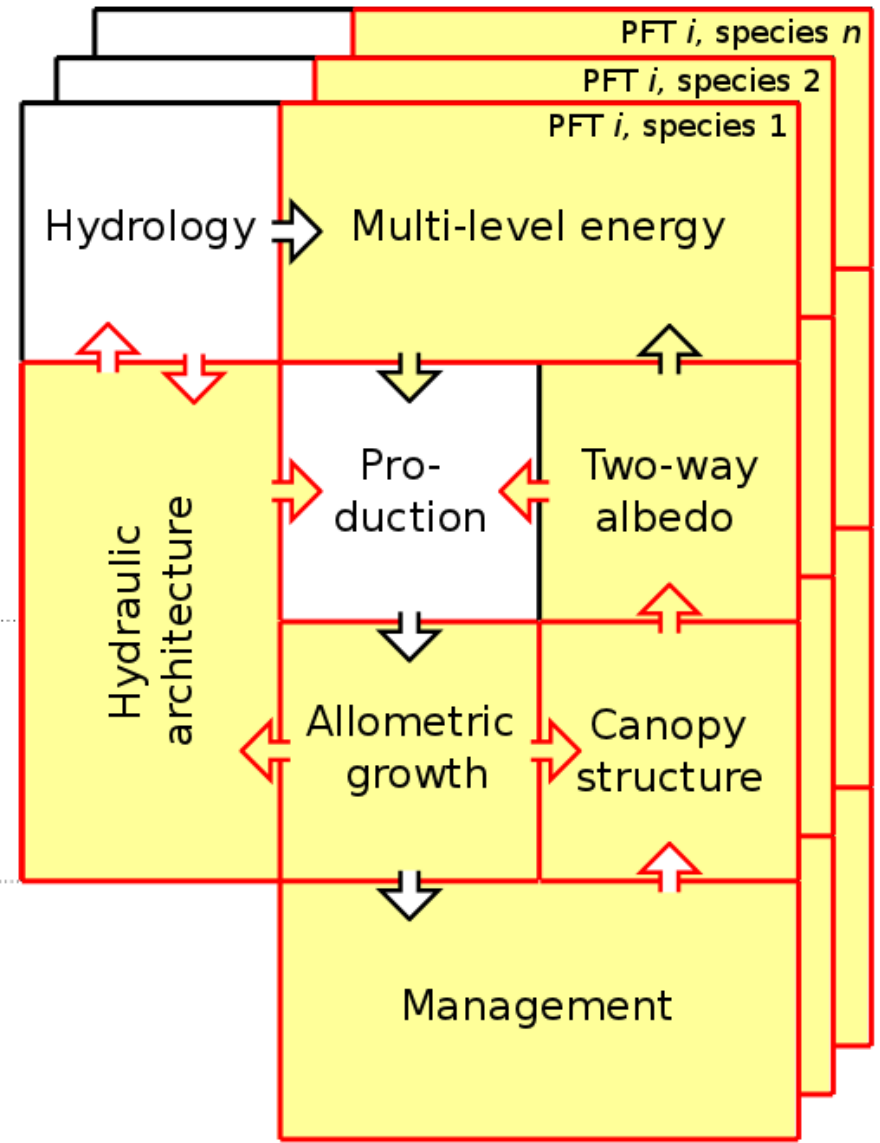 PFT i, species n
PFT i, species 2
PFT i, species 1
Hydrology
Multi-level energy
Pro-
duction
Two-way
albedo
Hydraulic
architecture
Allometric
growth
Canopy
structure
Management